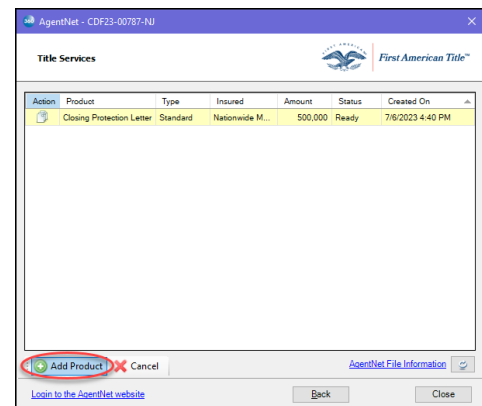 AgentNet - CDF23-00787-NJ
Title Services
First American Title™
Action Product Type Insured Amount Status Created On
Closing Protection Letter Standard Nationwide M... 500,000 Ready 7/6/2023 4:40 PM
Add Product Cancel AgentNet File Information
Login to the AgentNet website Back Close